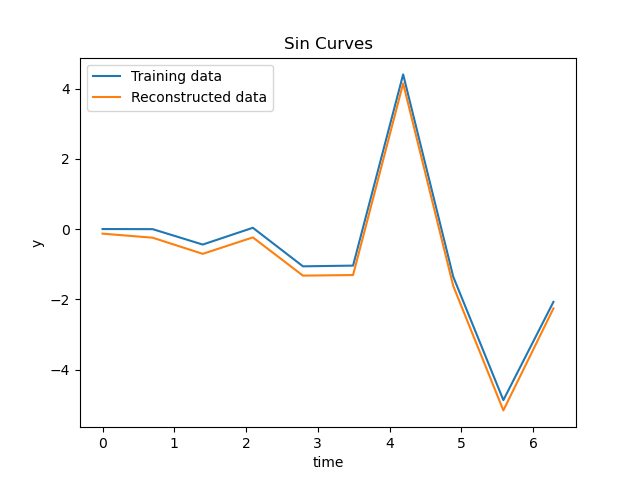 Sin Curves
Training data
Reconstructed data
4
2
0
−2
−4
y
0 1 2 3 4 5 6
time